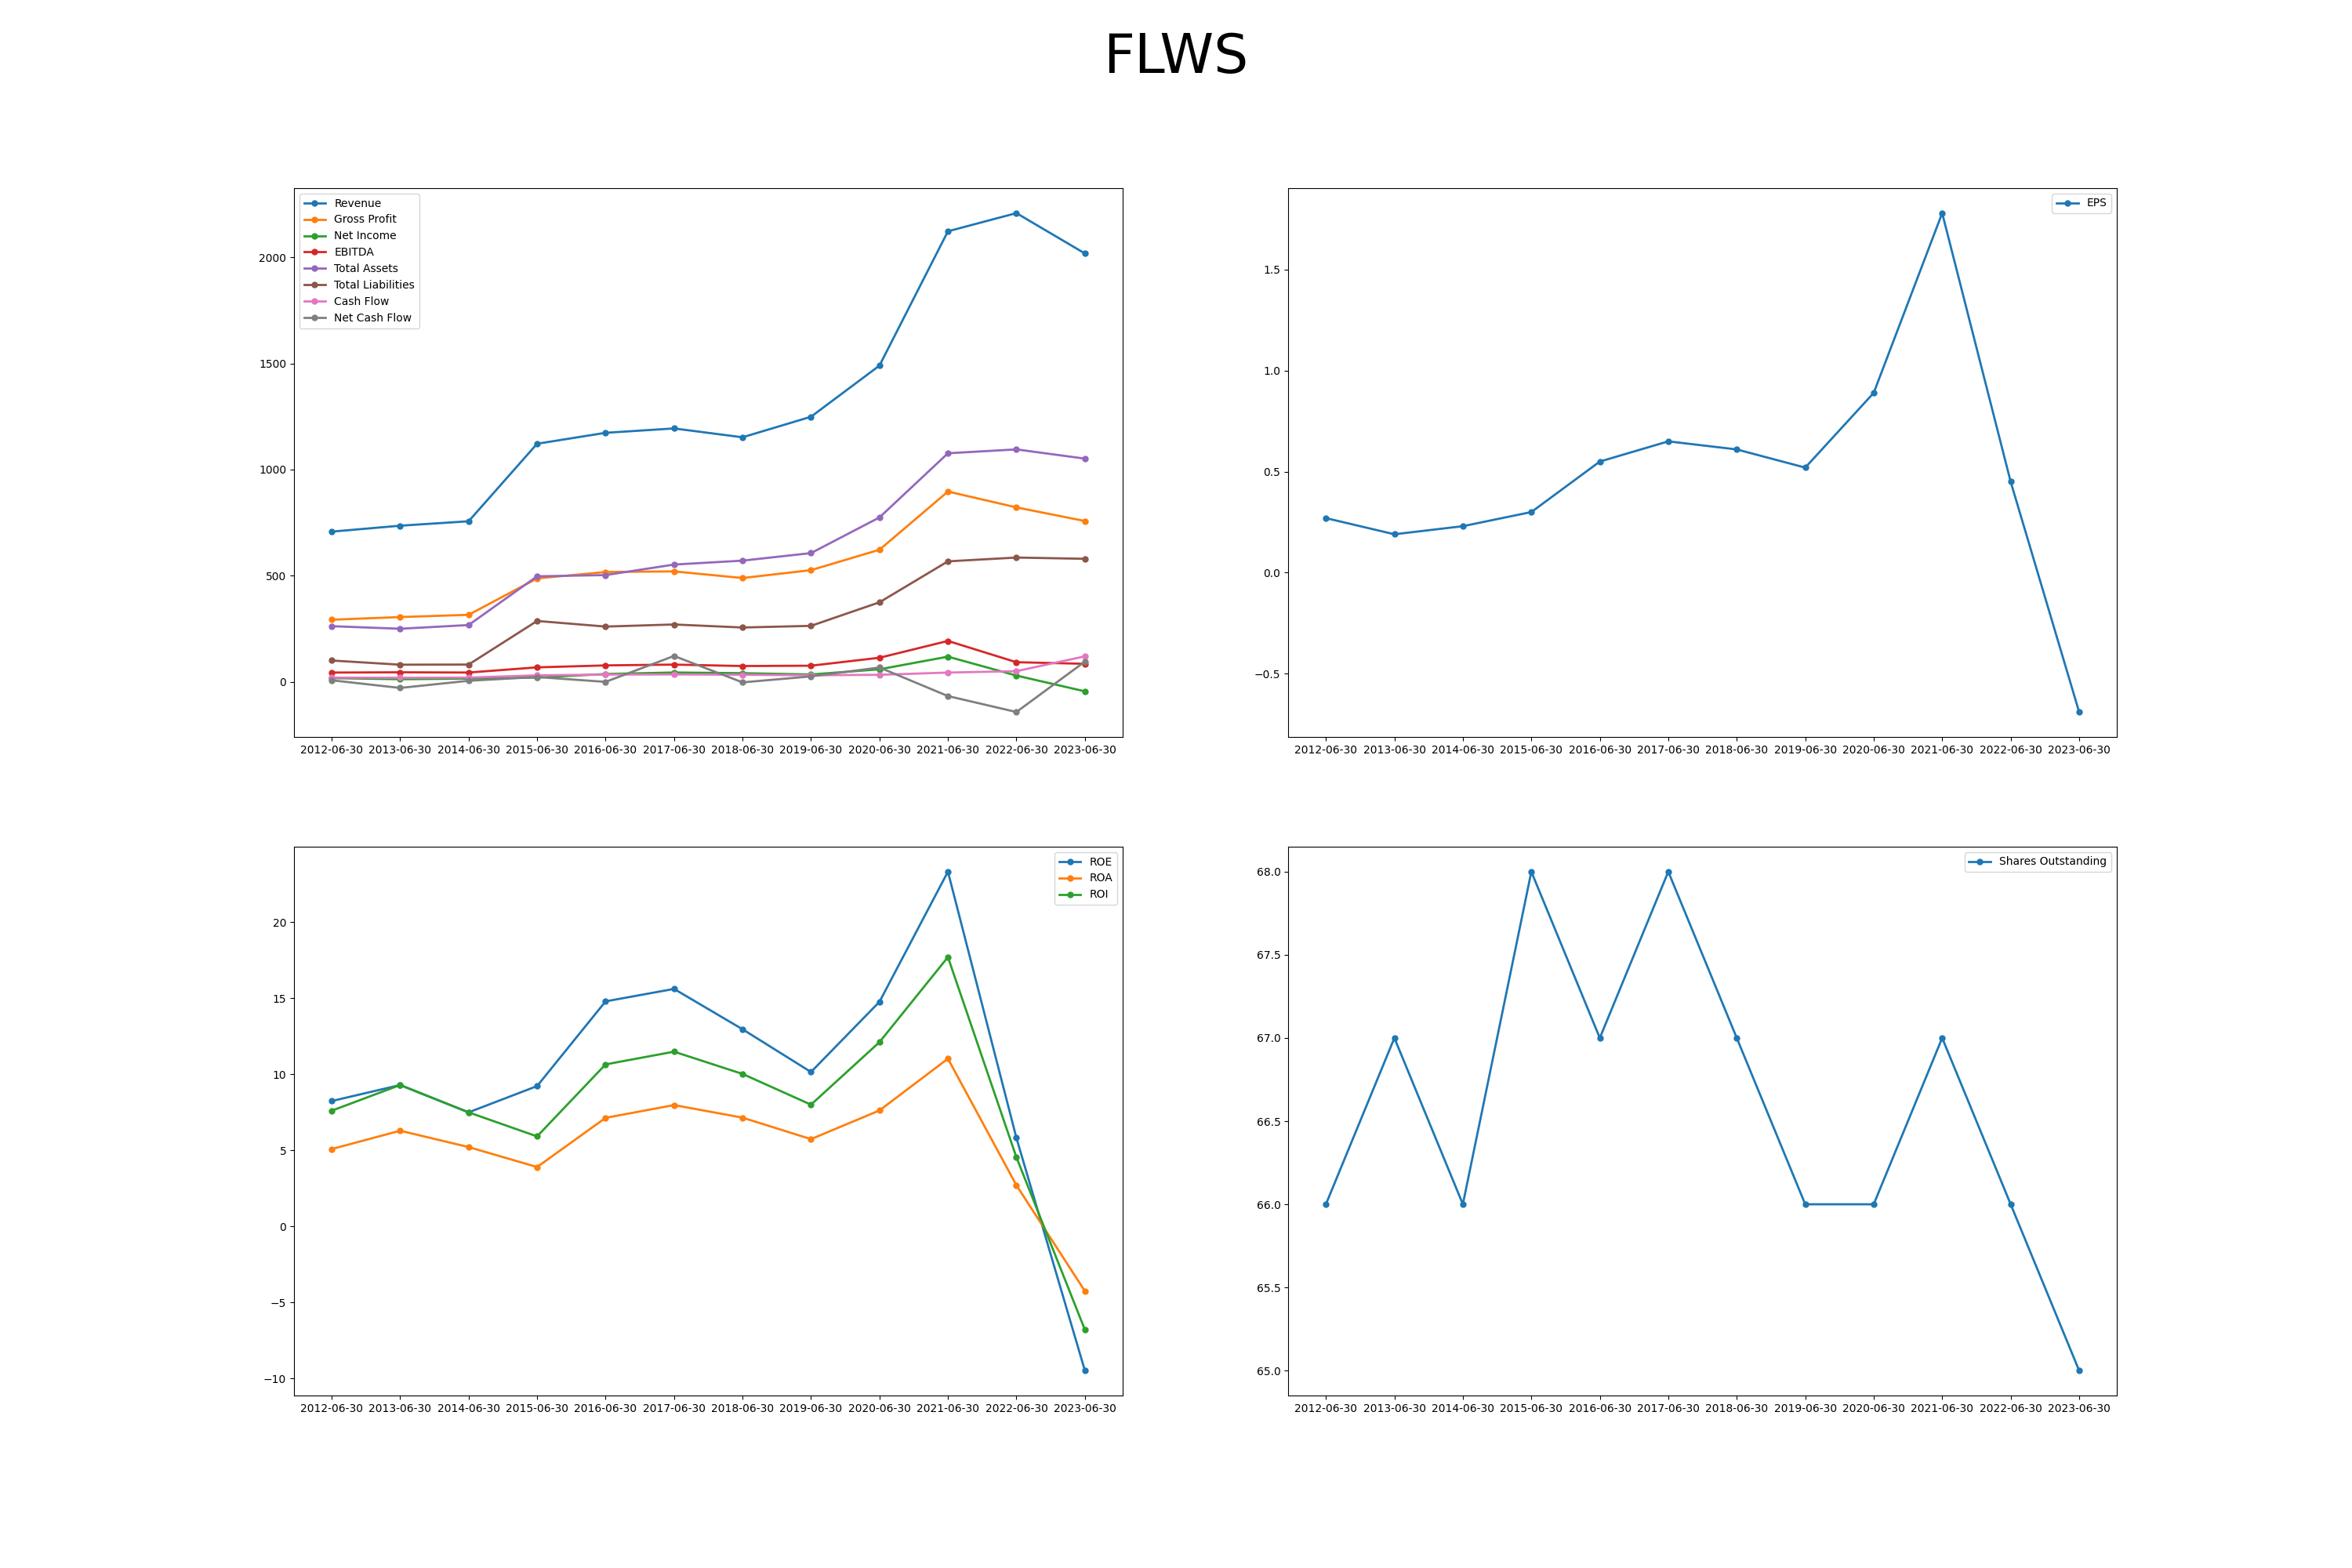 FLWS
Revenue
Gross Profit
Net Income
EBITDA
Total Assets
Total Liabilities
Cash Flow
Net Cash Flow
2000
1500
1000
500
0
2012-06-30 2013-06-30 2014-06-30 2015-06-30 2016-06-30 2017-06-30 2018-06-30 2019-06-30 2020-06-30 2021-06-30 2022-06-30 2023-06-30
EPS
1.5
1.0
0.5
0.0
−0.5
2012-06-30 2013-06-30 2014-06-30 2015-06-30 2016-06-30 2017-06-30 2018-06-30 2019-06-30 2020-06-30 2021-06-30 2022-06-30 2023-06-30
ROE
ROA
ROI
20
15
10
5
0
−5
−10
2012-06-30 2013-06-30 2014-06-30 2015-06-30 2016-06-30 2017-06-30 2018-06-30 2019-06-30 2020-06-30 2021-06-30 2022-06-30 2023-06-30
Shares Outstanding
68.0
67.5
67.0
66.5
66.0
65.5
65.0
2012-06-30 2013-06-30 2014-06-30 2015-06-30 2016-06-30 2017-06-30 2018-06-30 2019-06-30 2020-06-30 2021-06-30 2022-06-30 2023-06-30